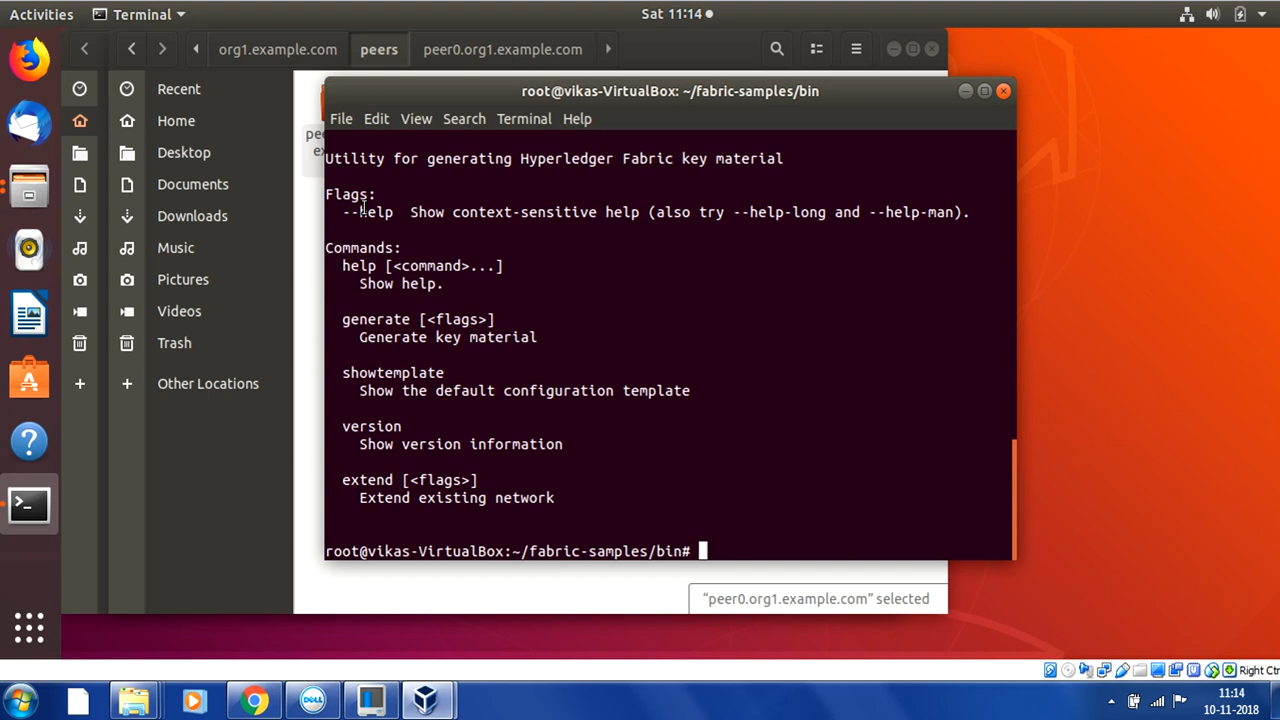 Activities
Terminal
Sat 11:14
org1.example.com
peers
peer0.org1.example.com
Recent
Home
Desktop
Documents
Downloads
Music
Pictures
Videos
Trash
Other Locations
root@vikas-VirtualBox: ~/fabric-samples/bin
File Edit View Search Terminal Help
Utility for generating Hyperledger Fabric key material
Flags:
--help Show context-sensitive help (also try --help-long and --help-man).
Commands:
help [<command>...]
Show help.
generate [<flags>]
Generate key material
showtemplate
Show the default configuration template
version
Show version information
extend [<flags>]
Extend existing network
root@vikas-VirtualBox:~/fabric-samples/bin#
“peer0.org1.example.com” selected
Right Ctr
DELL
11:14
10-11-2018